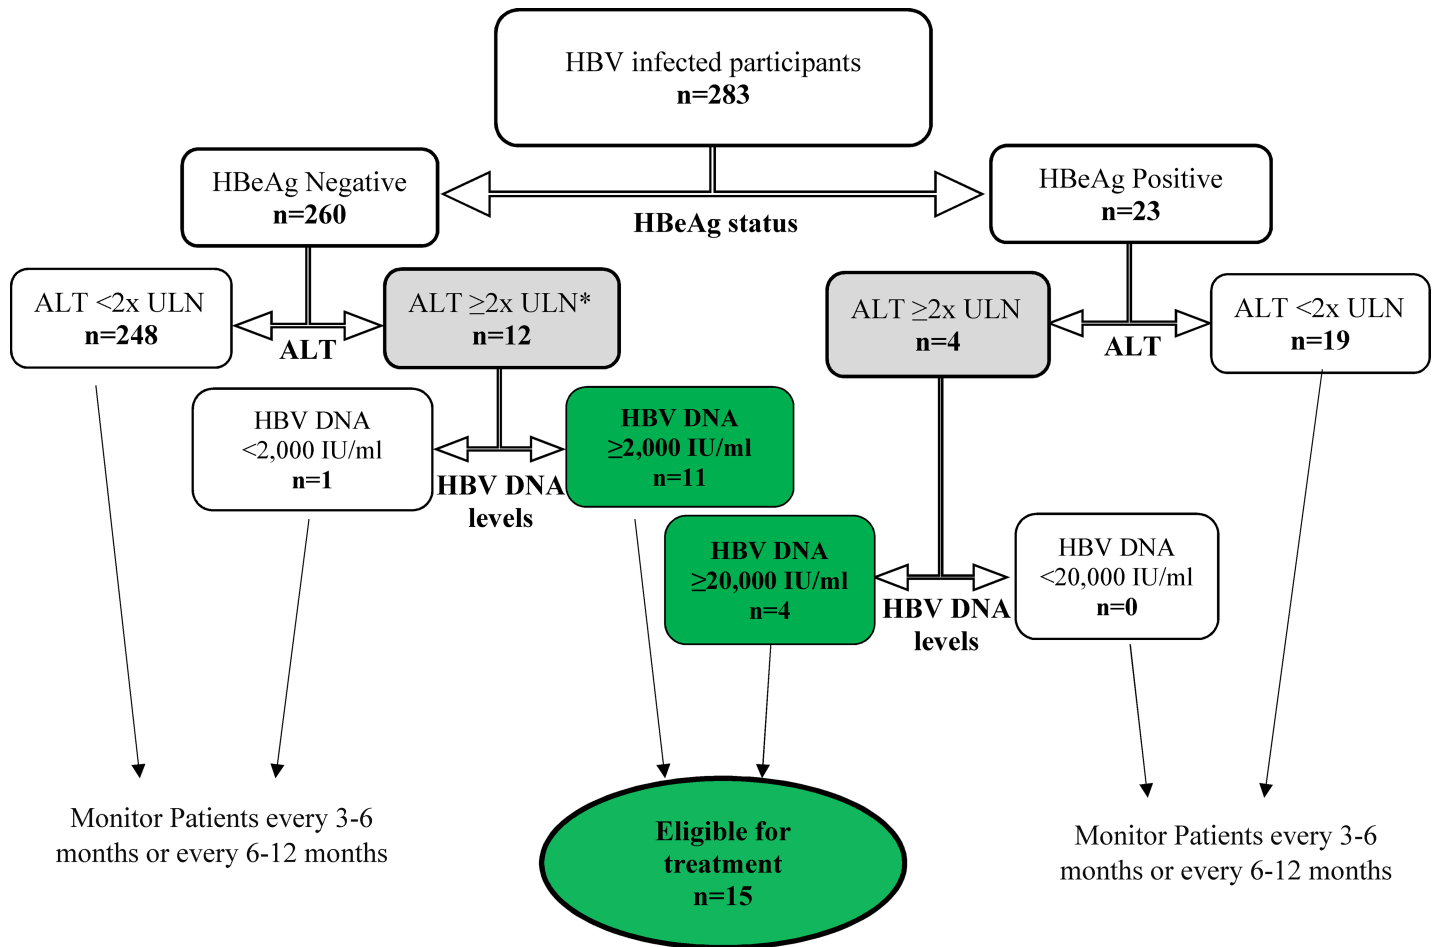 HBV infected participants
n=283
HBeAg Negative
n=260
HBeAg status
HBeAg Positive
n=23
ALT <2x ULN
n=248
ALT
ALT ≥2x ULN*
n=12
ALT ≥2x ULN
n=4
ALT
ALT <2x ULN
n=19
HBV DNA
<2,000 IU/ml
n=1
HBV DNA
levels
HBV DNA
≥2,000 IU/ml
n=11
HBV DNA
≥20,000 IU/ml
n=4
HBV DNA
levels
HBV DNA
<20,000 IU/ml
n=0
Monitor Patients every 3-6
months or every 6-12 months
Eligible for
treatment
n=15
Monitor Patients every 3-6
months or every 6-12 months